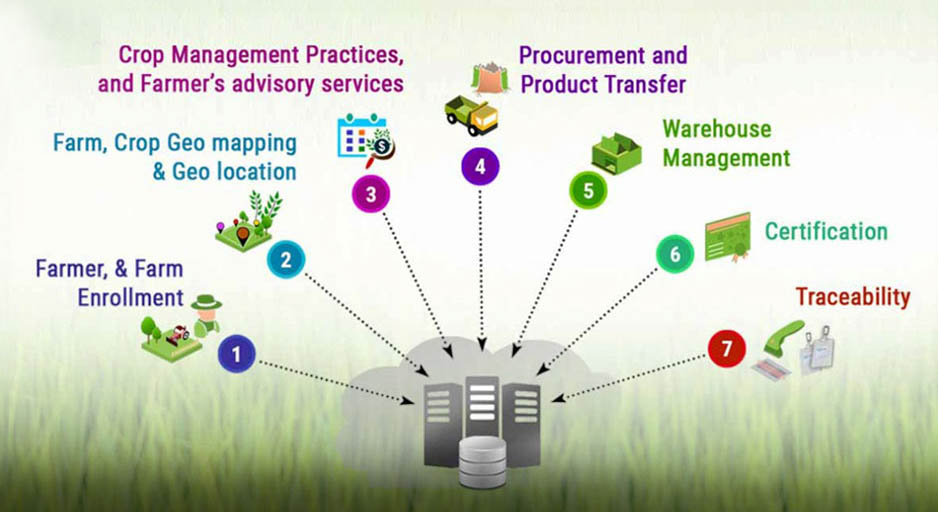 Crop Management Practices,
and Farmer's advisory services
Procurement and
Product Transfer
Farm, Crop Geo mapping
& Geo location
Warehouse
Management
Farmer, & Farm
Enrollment
Certification
Traceability
1
2
3
4
5
6
7